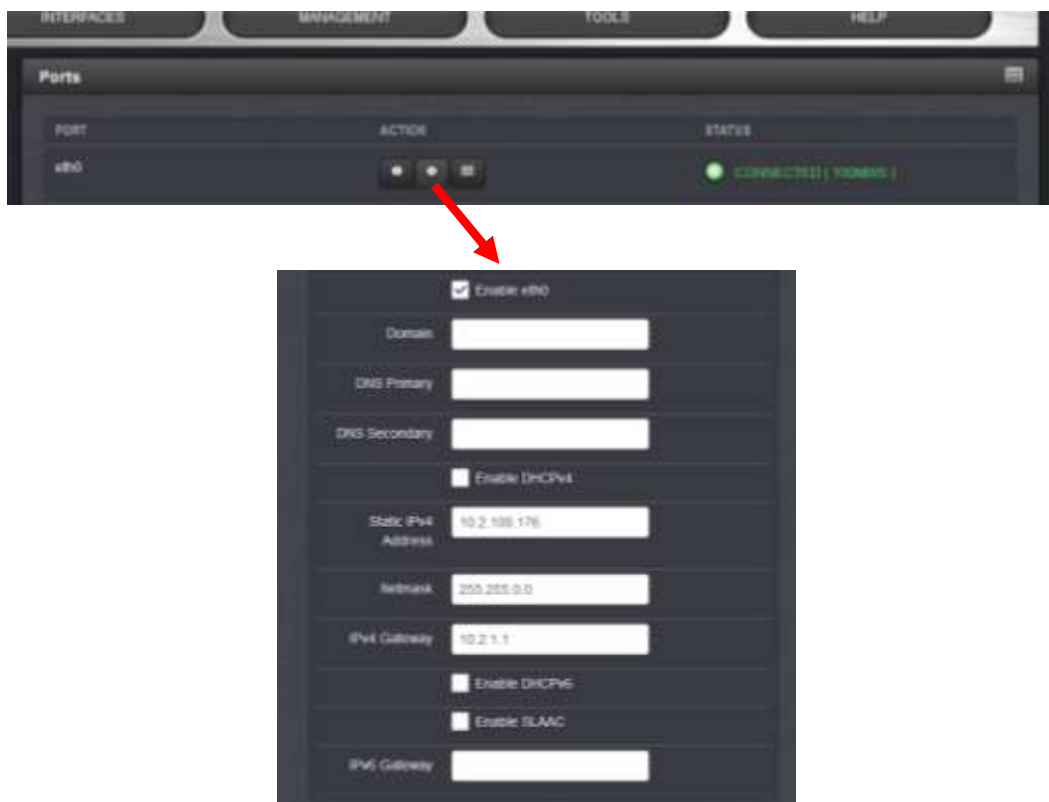 INTERFACES
MANAGEMENT
TOOLS
HELP
Ports
PORT
ACTION
STATUS
eth0
CONNECTED (
Enable eth0
Domain
DNS Primary
DNS Secondary
Enable DHCPv4
Static IPv4
Address
10.2.100.176
Netmask
255.255.0.0
IPv4 Gateway
10.2.1.1
Enable DHCPv6
Enable SLAAC
IPv6 Gateway